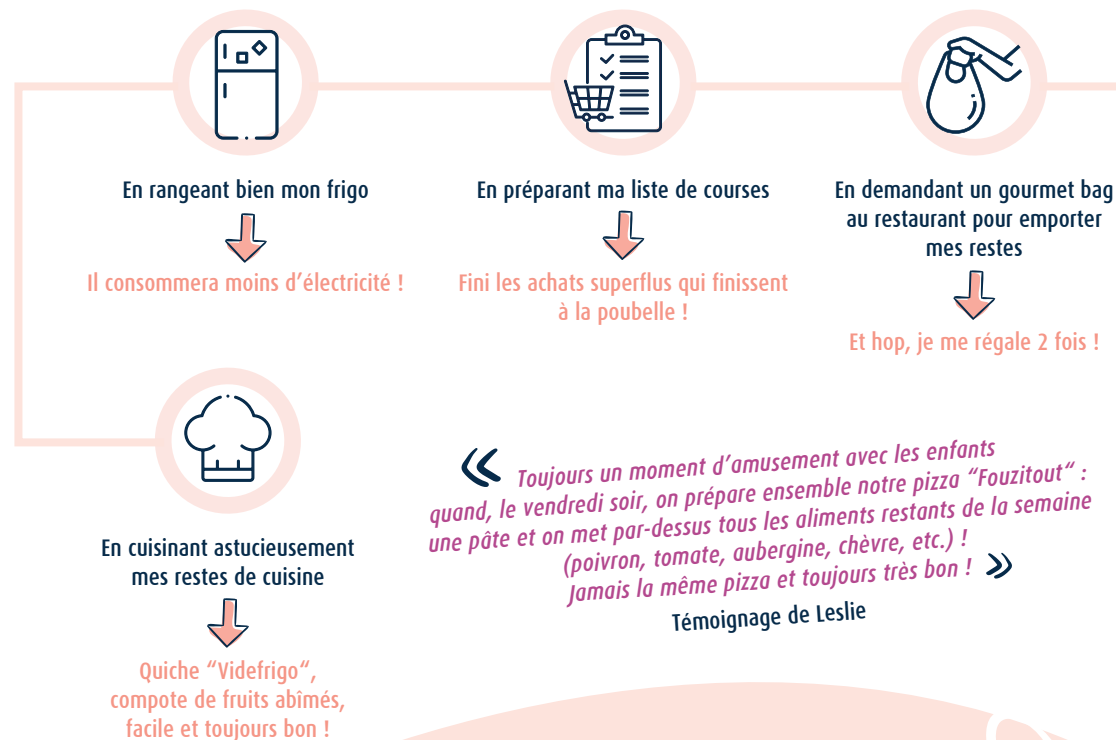 En rangeant bien mon frigo
Il consommera moins d’électricité !
En préparant ma liste de courses
Fini les achats superflus qui finissent
à la poubelle !
En demandant un gourmet bag
au restaurant pour emporter
mes restes
Et hop, je me régale 2 fois !
En cuisinant astucieusement
mes restes de cuisine
Quiche “Videfrigo“,
compote de fruits abîmés,
facile et toujours bon !
« Toujours un moment d’amusement avec les enfants
quand, le vendredi soir, on prépare ensemble notre pizza “Fouzitout“ :
une pâte et on met par-dessus tous les aliments restants de la semaine
(poivron, tomate, aubergine, chèvre, etc.) !
Jamais la même pizza et toujours très bon ! »
Témoignage de Leslie